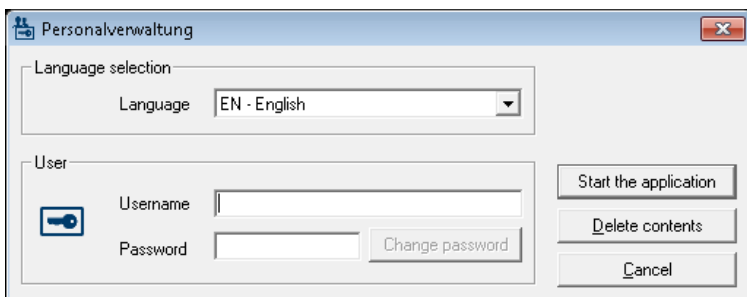 Personalverwaltung
Language selection
Language EN - English
User
Username
Password Change password
Start the application
Delete contents
Cancel